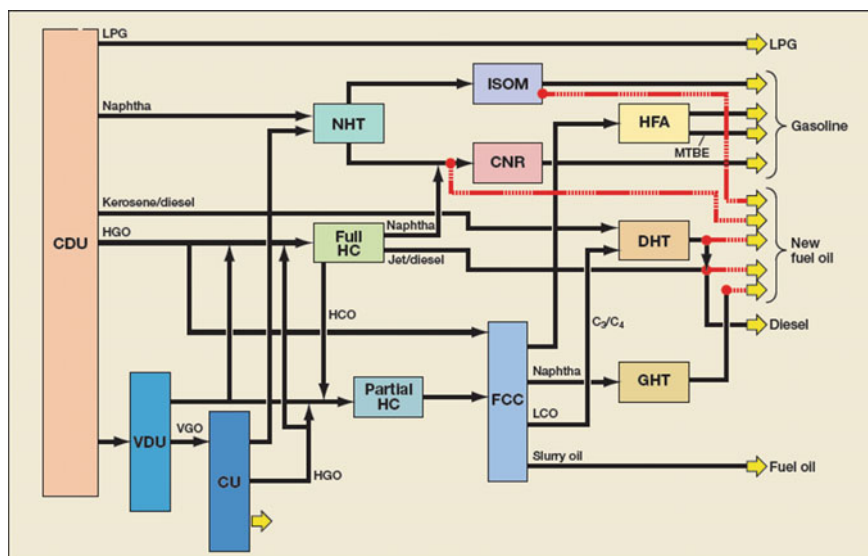 LPG
LPG
ISOM
Naphtha
NHT
HFA
Gasoline
MTBE
CNR
Kerosene/diesel
Naphtha
HGO
Full
HC
DHT
New
fuel oil
CDU
Jet/diesel
HCO
C3/C4
Diesel
Partial
HC
Naphtha
GHT
FCC
LCO
VDU
VGO
CU
HGO
Slurry oil
Fuel oil